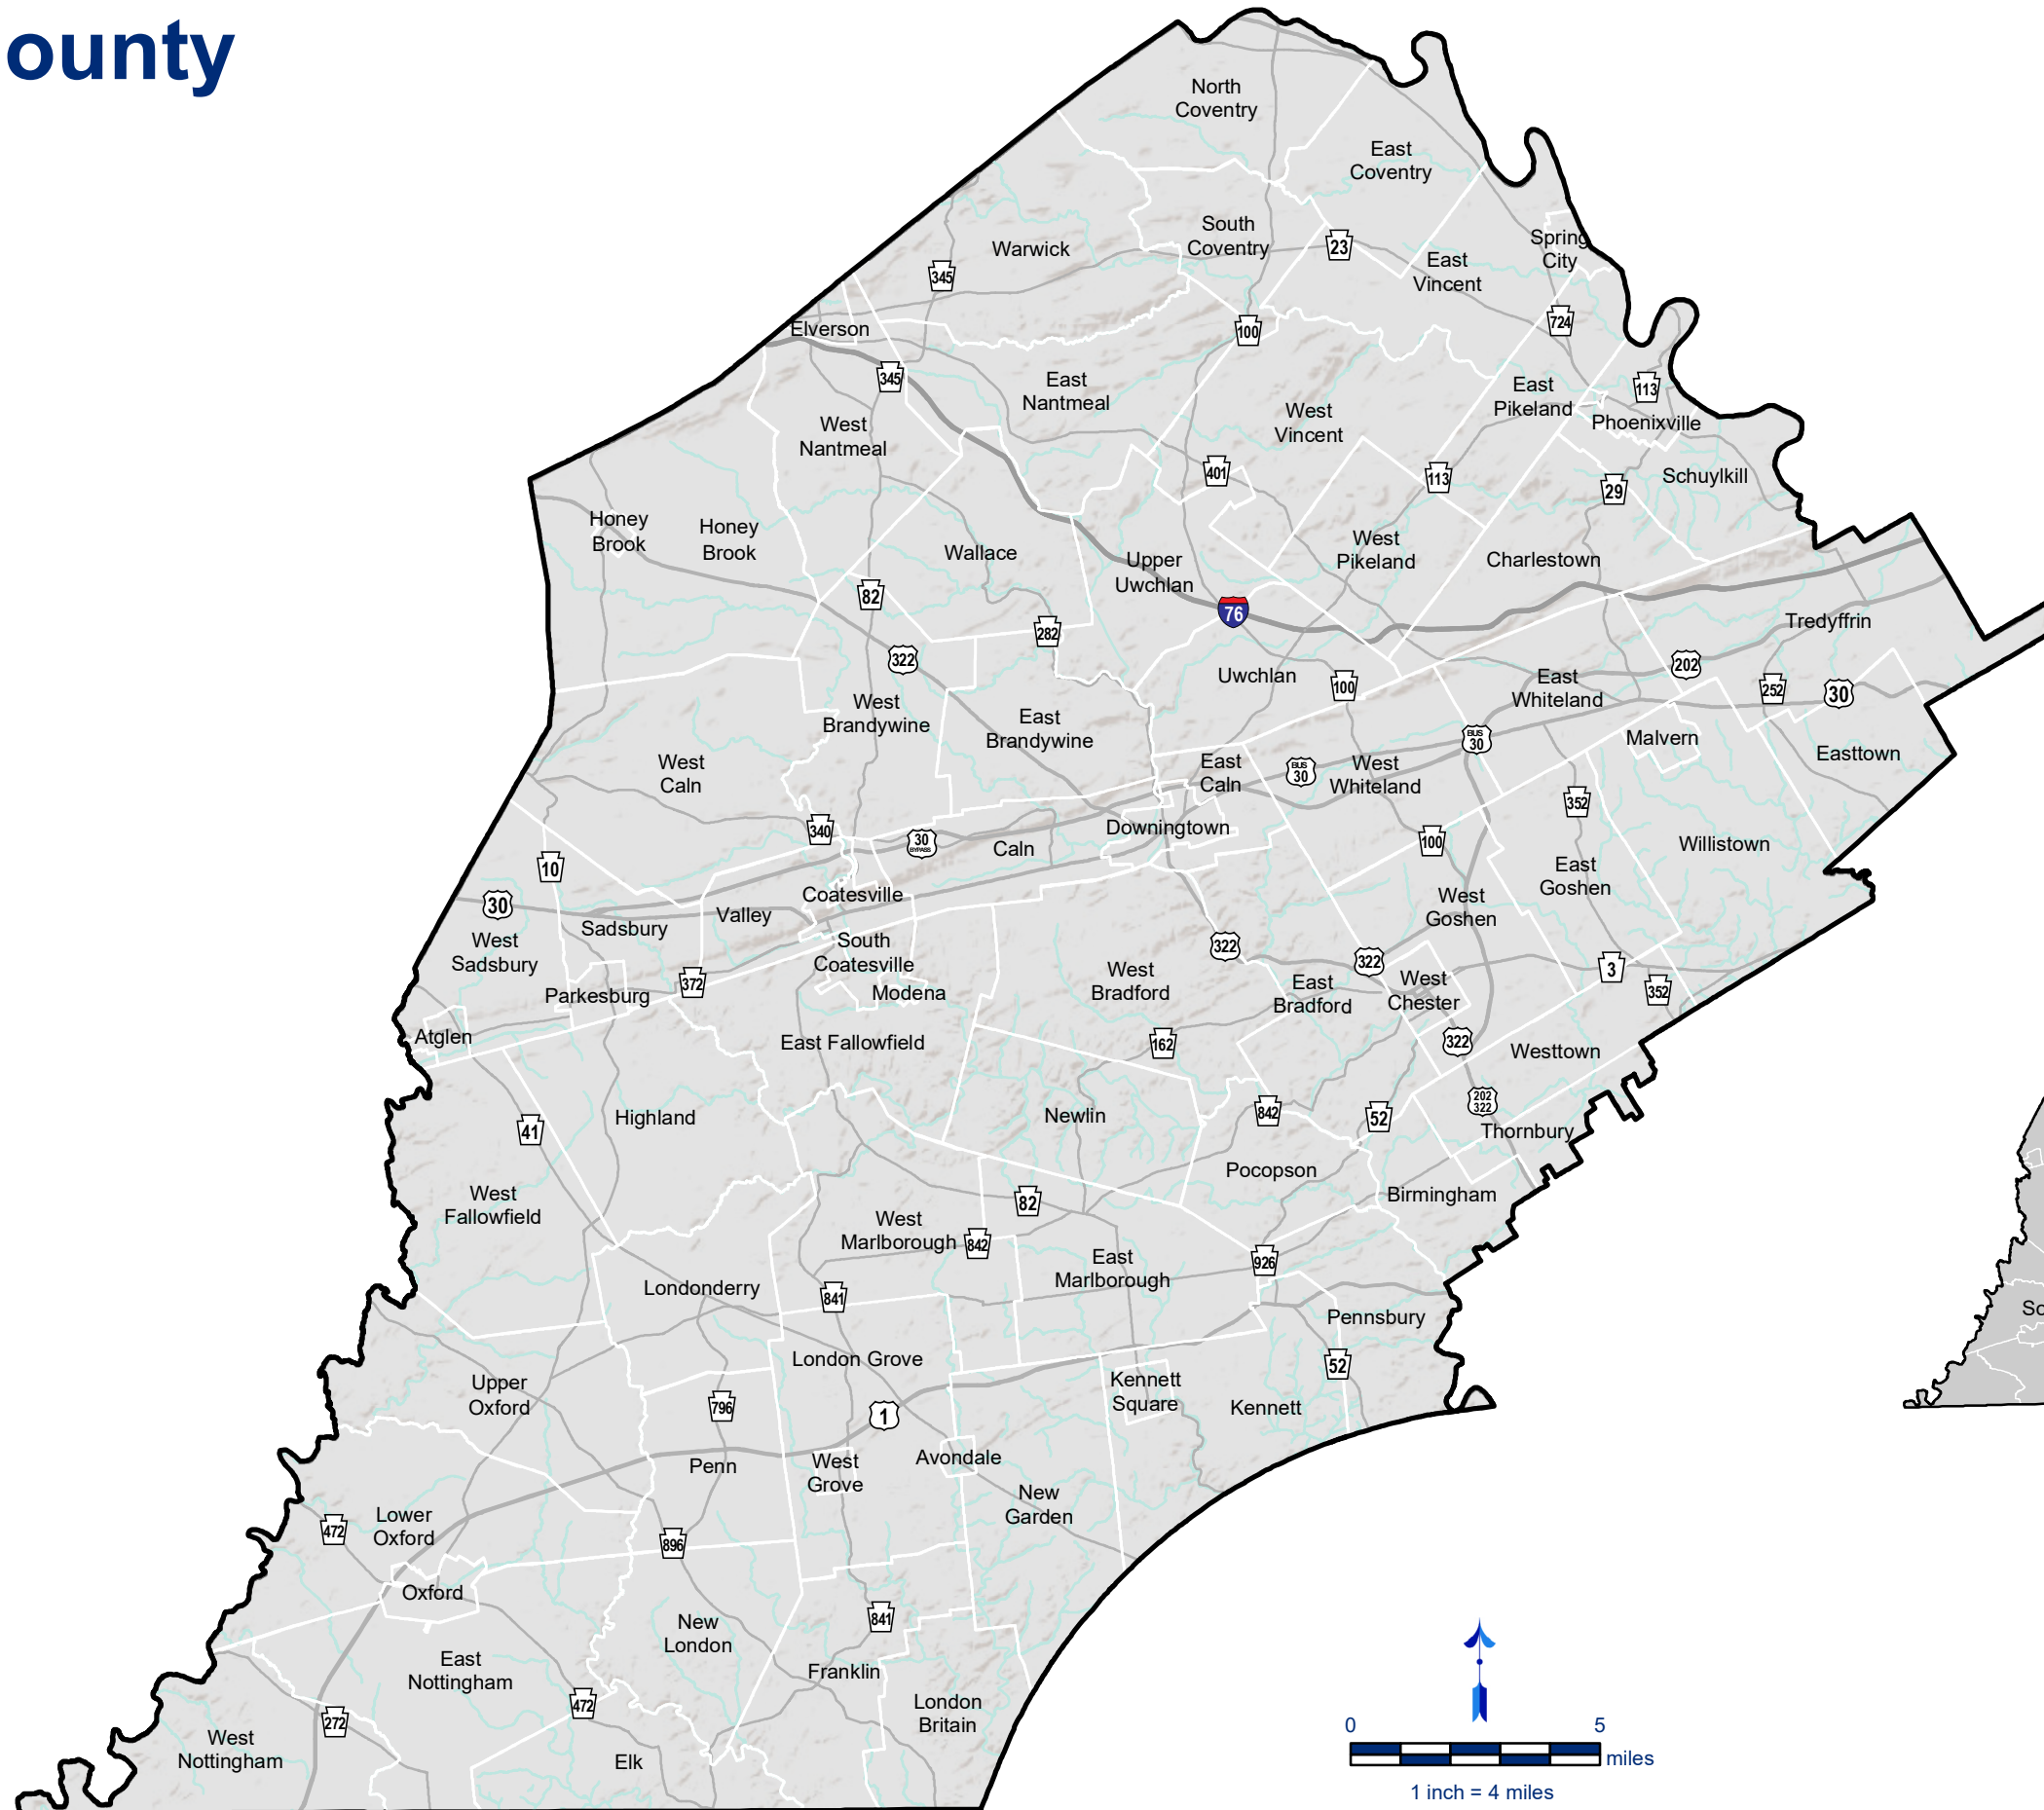 ounty
North
Coventry
East
Coventry
South
Coventry
Spring
City
Warwick
23
East
Vincent
345
724
Elverson
100
345
East
Nantmeal
East
Pikeland
113
West
Vincent
Phoenixville
West
Nantmeal
401
113
29
Schuylkill
Honey
Brook
Honey
Brook
Wallace
Upper
Uwchlan
West
Pikeland
Charlestown
82
76
282
Tredyffrin
322
Uwchlan
100
202
252
30
East
Whiteland
West
Brandywine
East
Brandywine
BUS
30
Malvern
Easttown
West
Caln
East
Caln
BUS
30
West
Whiteland
352
340
30
BYPASS
Caln
Downingtown
100
Willistown
10
East
Goshen
30
Coatesville
West
Goshen
Valley
Sadsbury
West
Sadsbury
South
Coatesville
322
322
3
372
Parkesburg
Modena
West
Bradford
East
Bradford
West
Chester
352
Atglen
East Fallowfield
162
322
Westtown
41
Highland
Newlin
842
52
202
322
Thornbury
Pocopson
West
Fallowfield
82
Birmingham
West
Marlborough
842
East
Marlborough
926
Londonderry
841
Pennsbury
So
London Grove
52
Upper
Oxford
796
1
Kennett
Square
Kennett
Penn
West
Grove
Avondale
New
Garden
472
Lower
Oxford
896
Oxford
841
New
London
East
Nottingham
Franklin
472
272
London
Britain
West
Nottingham
Elk
0 5
miles
1 inch = 4 miles